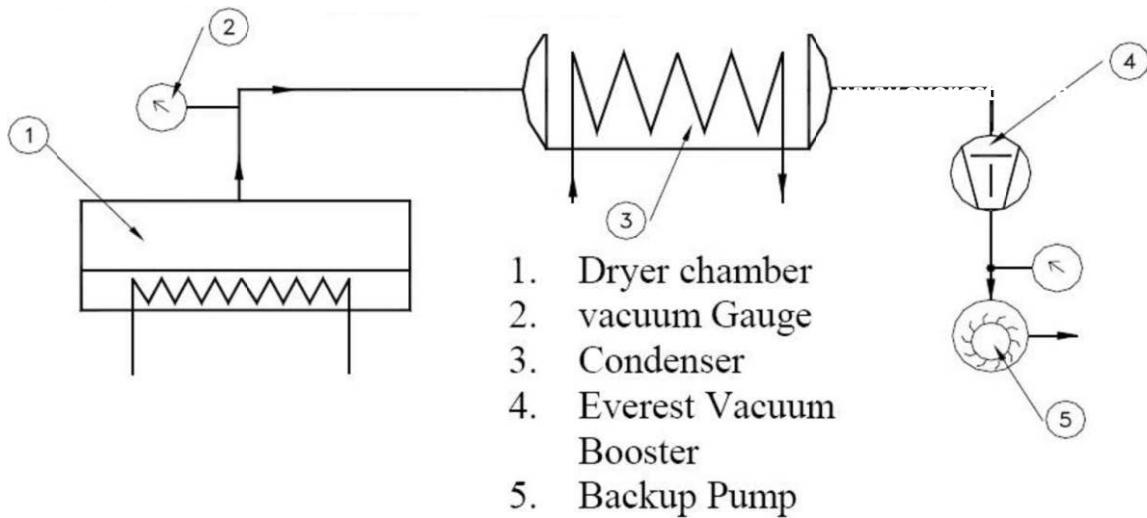 2
4
1
3
1. Dryer chamber
2. vacuum Gauge
3. Condenser
4. Everest Vacuum
Booster
5. Backup Pump
5